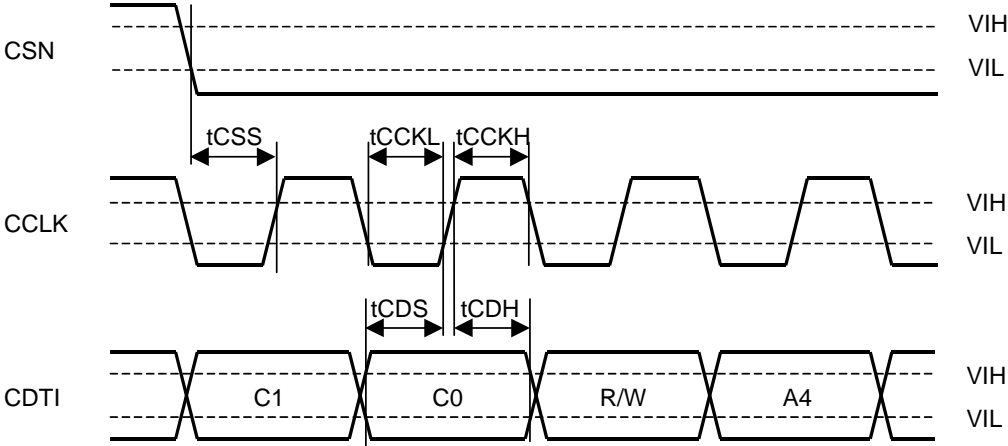 CSN
VIH
VIL
tCSS
tCCKL
tCCKH
CCLK
VIH
VIL
tCDS
tCDH
CDTI
C1
C0
R/W
A4
VIH
VIL